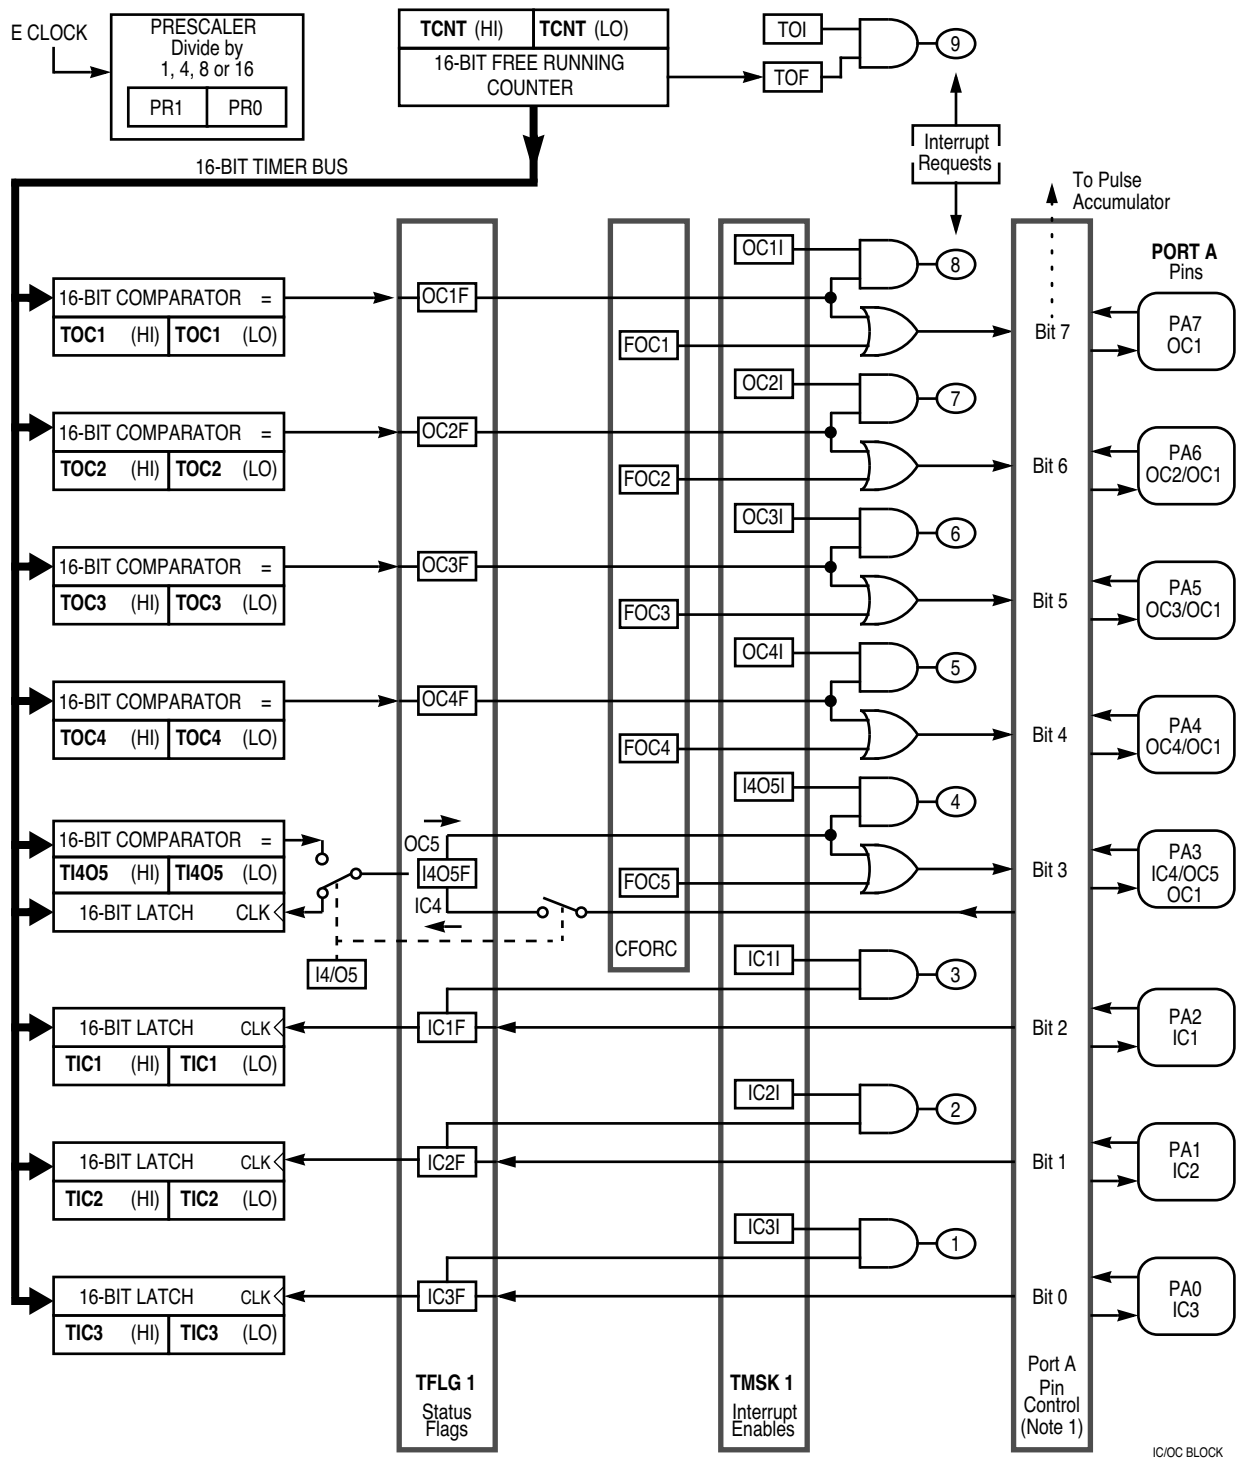 E CLOCK
PRESCALER
Divide by
1, 4, 8 or 16
PR1 PR0
TCNT (HI) TCNT (LO)
16-BIT FREE RUNNING
COUNTER
TOI
TOF
9
Interrupt
Requests
16-BIT TIMER BUS
To Pulse
Accumulator
PORT A
Pins
OC1I
8
16-BIT COMPARATOR =
TOC1 (HI) TOC1 (LO)
OC1F
FOC1
Bit 7
PA7
OC1
OC2I
7
16-BIT COMPARATOR =
TOC2 (HI) TOC2 (LO)
OC2F
FOC2
Bit 6
PA6
OC2/OC1
OC3I
6
16-BIT COMPARATOR =
TOC3 (HI) TOC3 (LO)
OC3F
FOC3
Bit 5
PA5
OC3/OC1
OC4I
5
16-BIT COMPARATOR =
TOC4 (HI) TOC4 (LO)
OC4F
FOC4
Bit 4
PA4
OC4/OC1
I4O5I
4
16-BIT COMPARATOR =
TI4O5 (HI) TI4O5 (LO)
16-BIT LATCH CLK
OC5
I4O5F
IC4
FOC5
Bit 3
PA3
IC4/OC5
OC1
I4/O5
CFORC
IC1I
3
16-BIT LATCH CLK
TIC1 (HI) TIC1 (LO)
IC1F
Bit 2
PA2
IC1
IC2I
2
16-BIT LATCH CLK
TIC2 (HI) TIC2 (LO)
IC2F
Bit 1
PA1
IC2
IC3I
1
16-BIT LATCH CLK
TIC3 (HI) TIC3 (LO)
IC3F
Bit 0
PA0
IC3
TFLG 1
Status
Flags
TMSK 1
Interrupt
Enables
Port A
Pin
Control
(Note 1)
IC/OC BLOCK